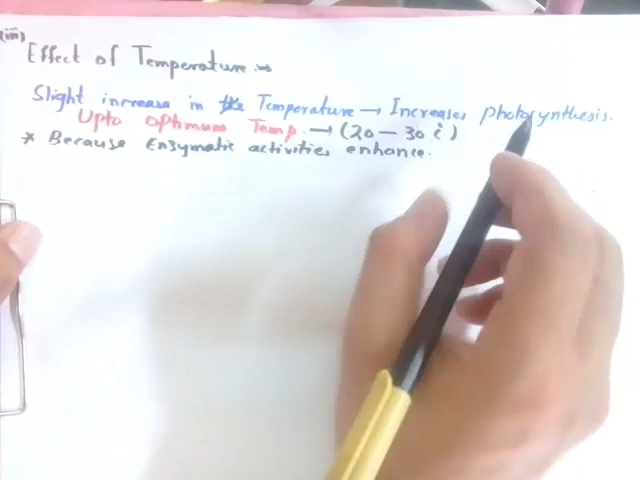 (iii)
Effect of Temperature :→
Slight increase in the Temperature → Increases photosynthesis.
Upto Optimum Temp. → (20 – 30 c̊)
* Because Enzymatic activities enhance.